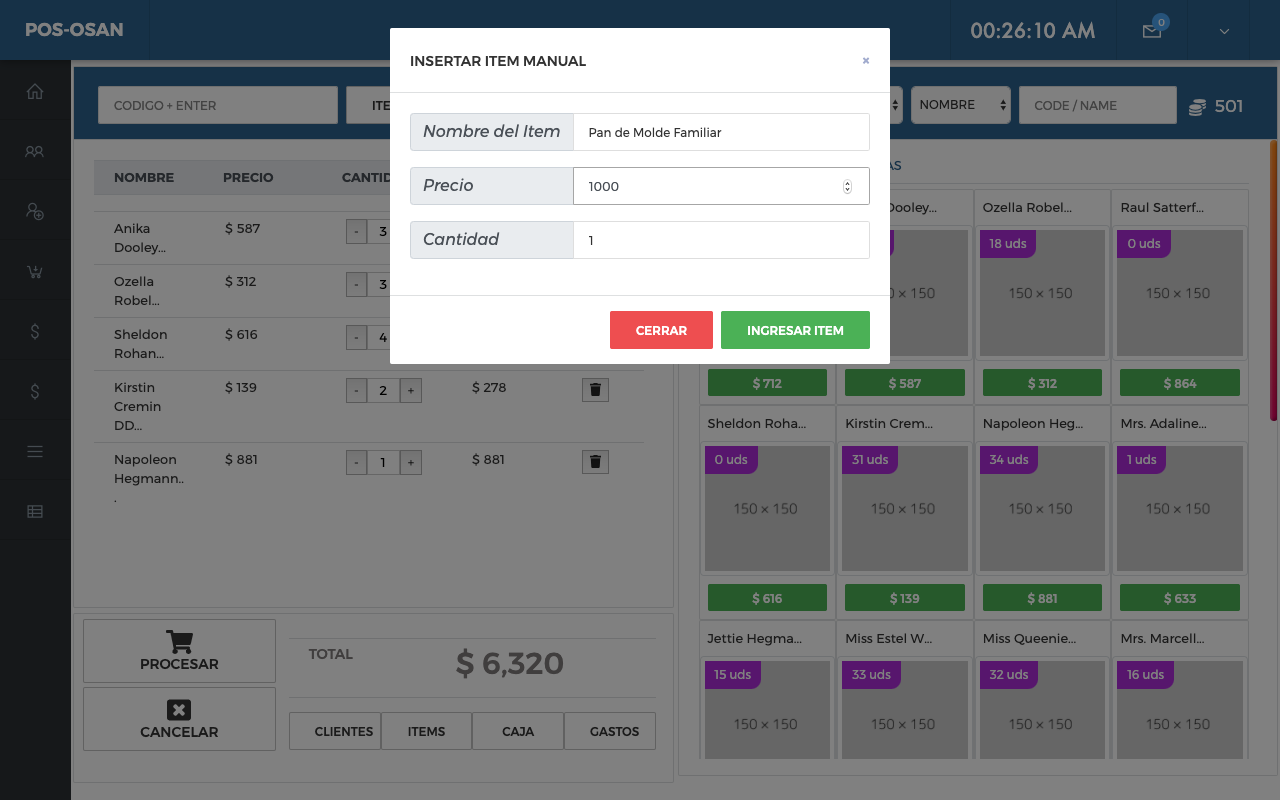 POS-OSAN
00:26:10 AM
0
INSERTAR ITEM MANUAL
×
Nombre del Item
Pan de Molde Familiar
Precio
1000
Cantidad
1
CERRAR
INGRESAR ITEM
CODIGO + ENTER
NOMBRE
CODE / NAME
501
NOMBRE
PRECIO
Anika
Dooley...
$ 587
-
3
Ozella
Robel...
$ 312
-
3
Sheldon
Rohan...
$ 616
-
4
Kirstin
Cremin
DD...
$ 139
-
2
+
$ 278
Napoleon
Hegmann..
.
$ 881
-
1
+
$ 881
PROCESAR
CANCELAR
TOTAL
$ 6,320
CLIENTES
ITEMS
CAJA
GASTOS
Dooley...
Ozella Robel...
Raul Satterf...
18 uds
0 uds
150 × 150
150 × 150
150 × 150
$ 712
$ 587
$ 312
$ 864
Sheldon Roha...
Kirstin Crem...
Napoleon Heg...
Mrs. Adaline...
0 uds
31 uds
34 uds
1 uds
150 × 150
150 × 150
150 × 150
150 × 150
$ 616
$ 139
$ 881
$ 633
Jettie Hegma...
Miss Estel W...
Miss Queenie...
Mrs. Marcell...
15 uds
33 uds
32 uds
16 uds
150 × 150
150 × 150
150 × 150
150 × 150